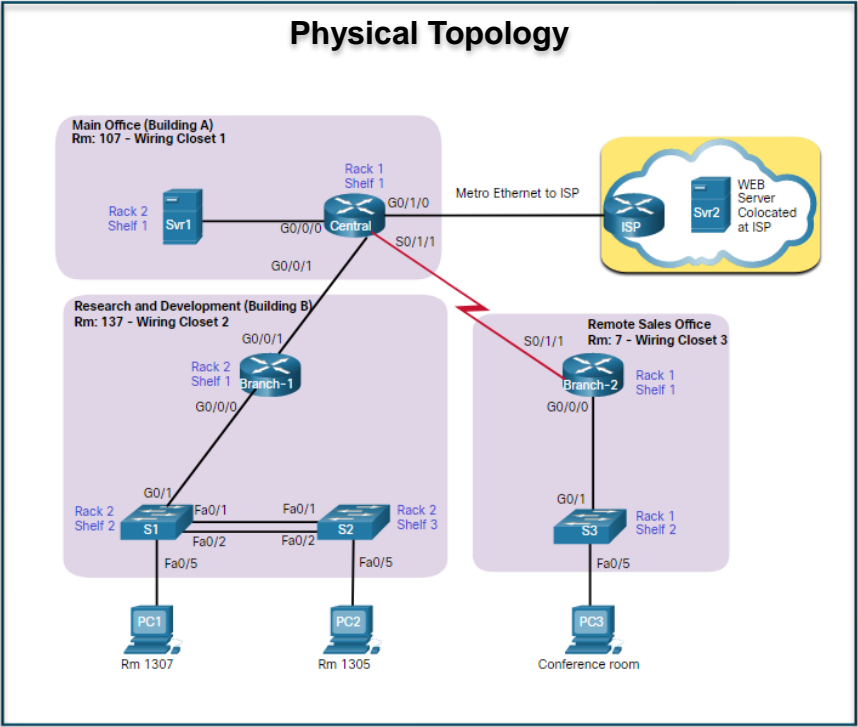 Physical Topology
Main Office (Building A)
Rm: 107 - Wiring Closet 1
Rack 1
Shelf 1
G0/1/0
Metro Ethernet to ISP
WEB
Server
Colocated
at ISP
Svr2
ISP
Rack 2
Shelf 1
Svr1
G0/0/0
Central
S0/1/1
G0/0/1
Research and Development (Building B)
Rm: 137 - Wiring Closet 2
G0/0/1
Rack 2
Shelf 1
Branch-1
G0/0/0
Remote Sales Office
Rm: 7 - Wiring Closet 3
S0/1/1
Branch-2
Rack 1
Shelf 1
G0/0/0
G0/1
Rack 2
Shelf 2
S1
Fa0/1
Fa0/1
Fa0/2
Fa0/2
S2
Rack 2
Shelf 3
Fa0/5
Fa0/5
G0/1
S3
Rack 1
Shelf 2
Fa0/5
PC1
Rm 1307
PC2
Rm 1305
PC3
Conference room